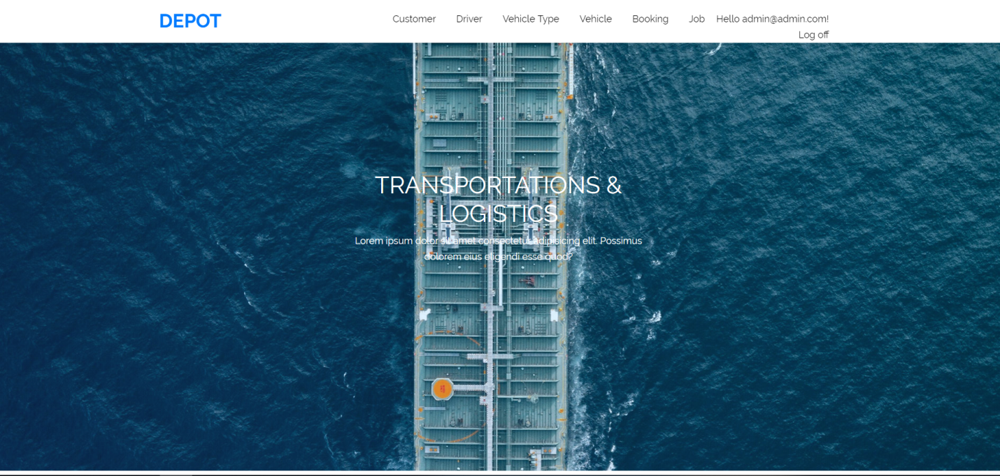 DEPOT
Customer Driver Vehicle Type Vehicle Booking Job Hello admin@admin.com!
Log off
TRANSPORTATIONS &
LOGISTICS
Lorem ipsum dolor sit amet consectetur adipisicing elit. Possimus
dolorem eius eligendi esse quod?